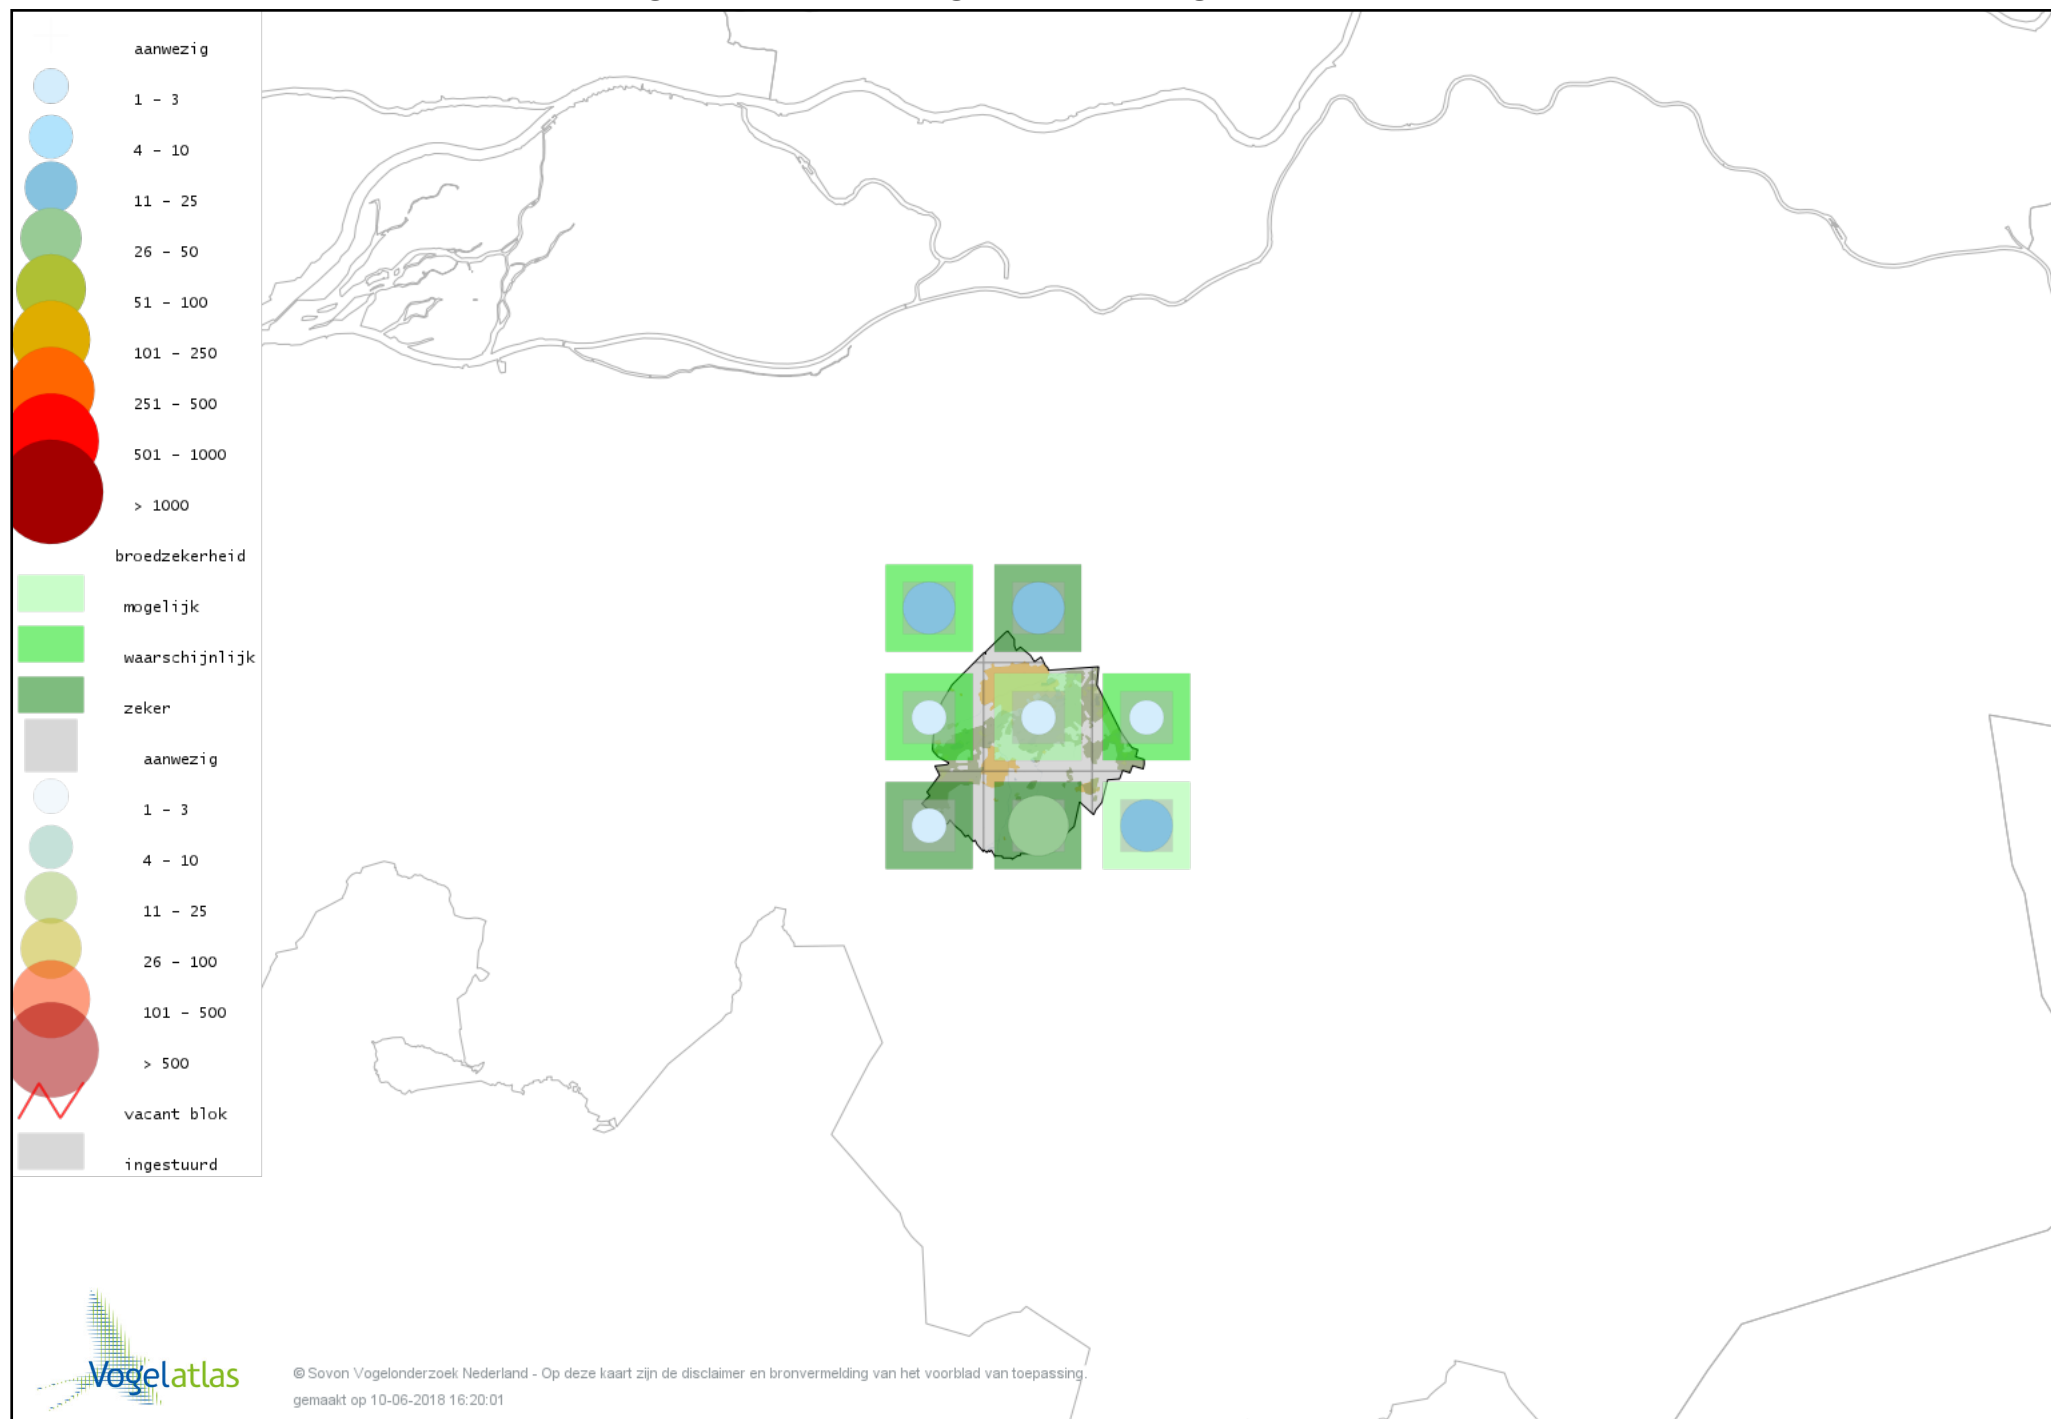 aanwezig
1 – 3
4 – 10
11 – 25
26 – 50
51 – 100
101 – 250
251 – 500
501 – 1000
> 1000
broedzekerheid
mogelijk
waarschijnlijk
zeker
aanwezig
1 – 3
4 – 10
11 – 25
26 – 100
101 – 500
> 500
vacant blok
ingestuurd
Vogelatlas
© Sovon Vogelonderzoek Nederland - Op deze kaart zijn de disclaimer en bronvermelding van het voorblad van toepassing.
gemaakt op 10-06-2018 16:20:01